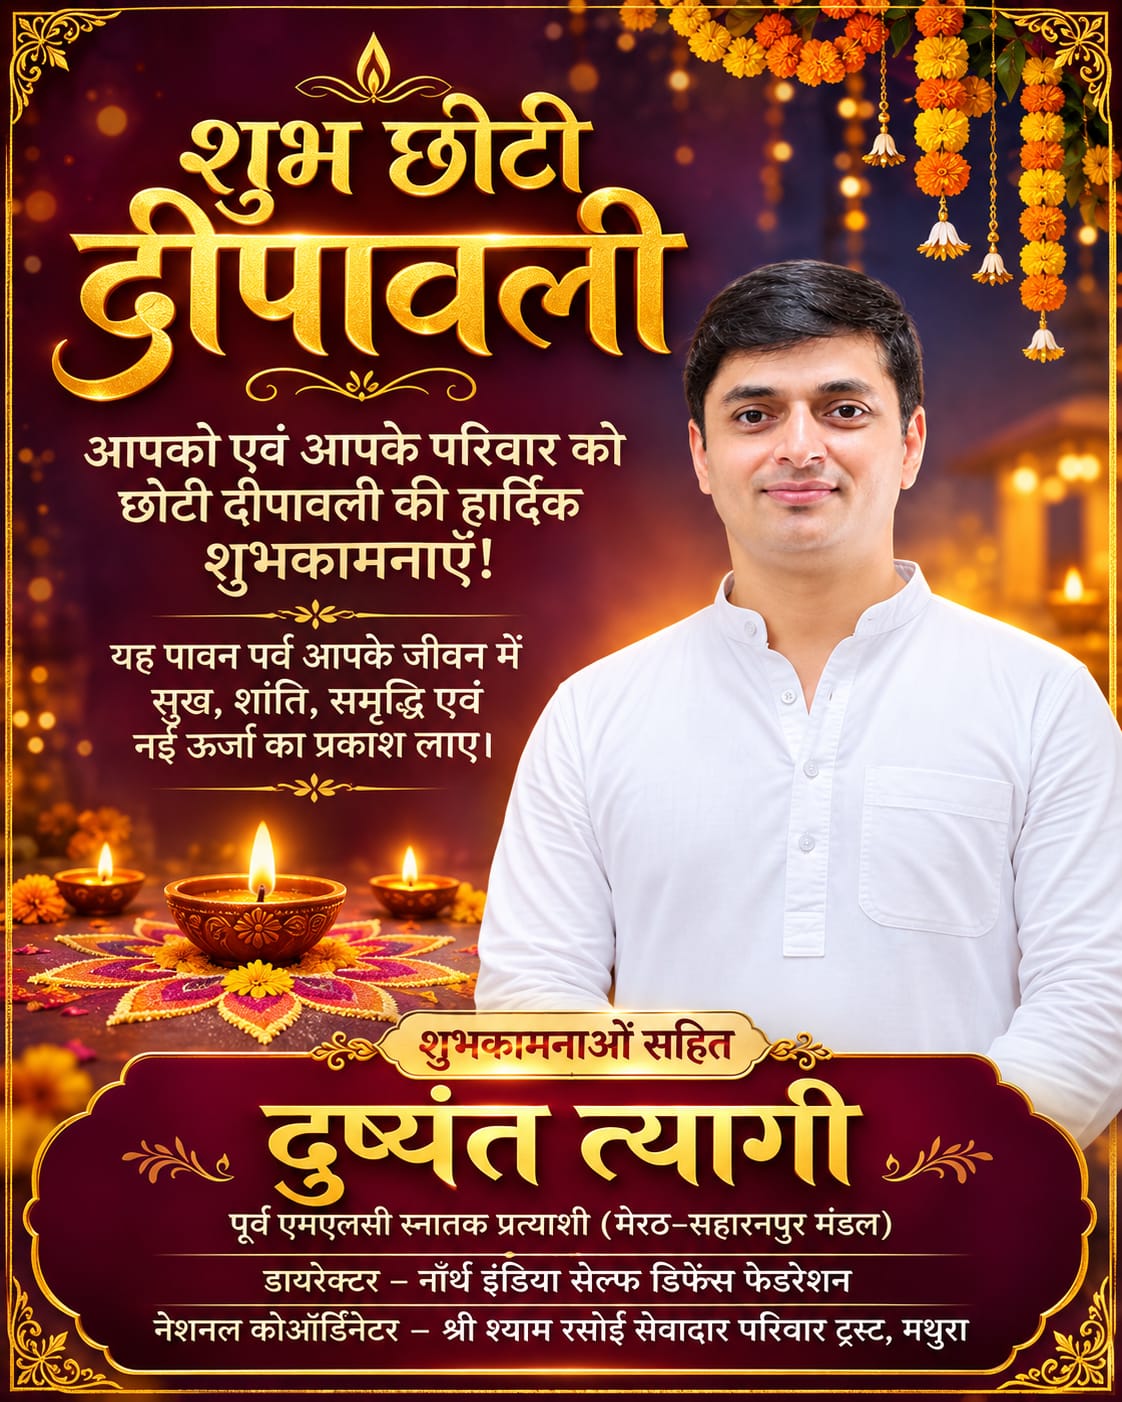 शुभ छोटी
दीपावली
आपको एवं आपके परिवार को
छोटी दीपावली की हार्दिक
शुभकामनाएँ!
यह पावन पर्व आपके जीवन में
सुख, शांति, समृद्धि एवं
नई ऊर्जा का प्रकाश लाए।
शुभकामनाओं सहित
दुष्यंत त्यागी
पूर्व एमएलसी स्नातक प्रत्याशी (मेरठ-सहारनपुर मंडल)
डायरेक्टर – नॉर्थ इंडिया सेल्फ डिफेंस फेडरेशन
नेशनल कोऑर्डिनेटर – श्री श्याम रसोई सेवादार परिवार ट्रस्ट, मथुरा